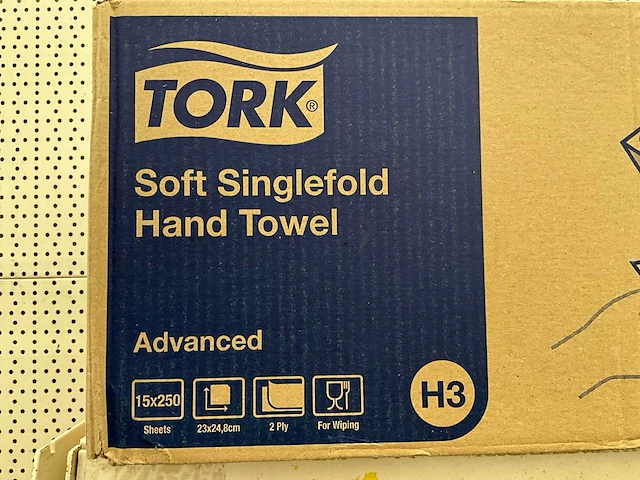 TORK®
Soft Singlefold
Hand Towel
Advanced
15x250
Sheets
23x24,8cm
2 Ply
For Wiping
H3